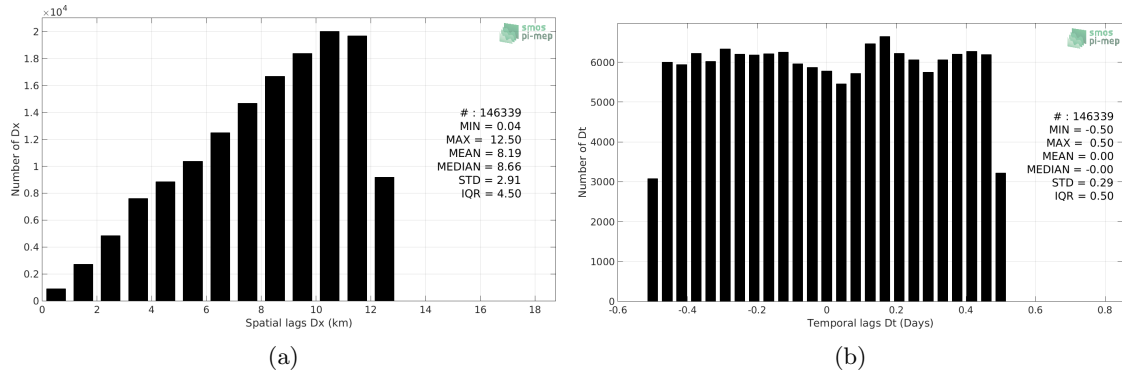 ×10⁴
2
1.8
1.6
1.4
1.2
1
0.8
0.6
0.4
0.2
0
Number of Dx
0 2 4 6 8 10 12 14 16 18
Spatial lags Dx (km)
smos
pi-mep
# : 146339
MIN = 0.04
MAX = 12.50
MEAN = 8.19
MEDIAN = 8.66
STD = 2.91
IQR = 4.50
(a)
6000
5000
4000
3000
2000
1000
0
Number of Dt
-0.6 -0.4 -0.2 0 0.2 0.4 0.6 0.8
Temporal lags Dt (Days)
smos
pi-mep
# : 146339
MIN = -0.50
MAX = 0.50
MEAN = 0.00
MEDIAN = -0.00
STD = 0.29
IQR = 0.50
(b)